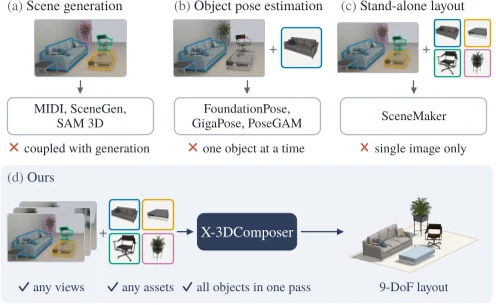 (a) Scene generation
(b) Object pose estimation
(c) Stand-alone layout
+
+
MIDI, SceneGen,
SAM 3D
FoundationPose,
GigaPose, PoseGAM
SceneMaker
✕ coupled with generation
✕ one object at a time
✕ single image only
(d) Ours
+
X-3DComposer
✓ any views
✓ any assets
✓ all objects in one pass
9-DoF layout